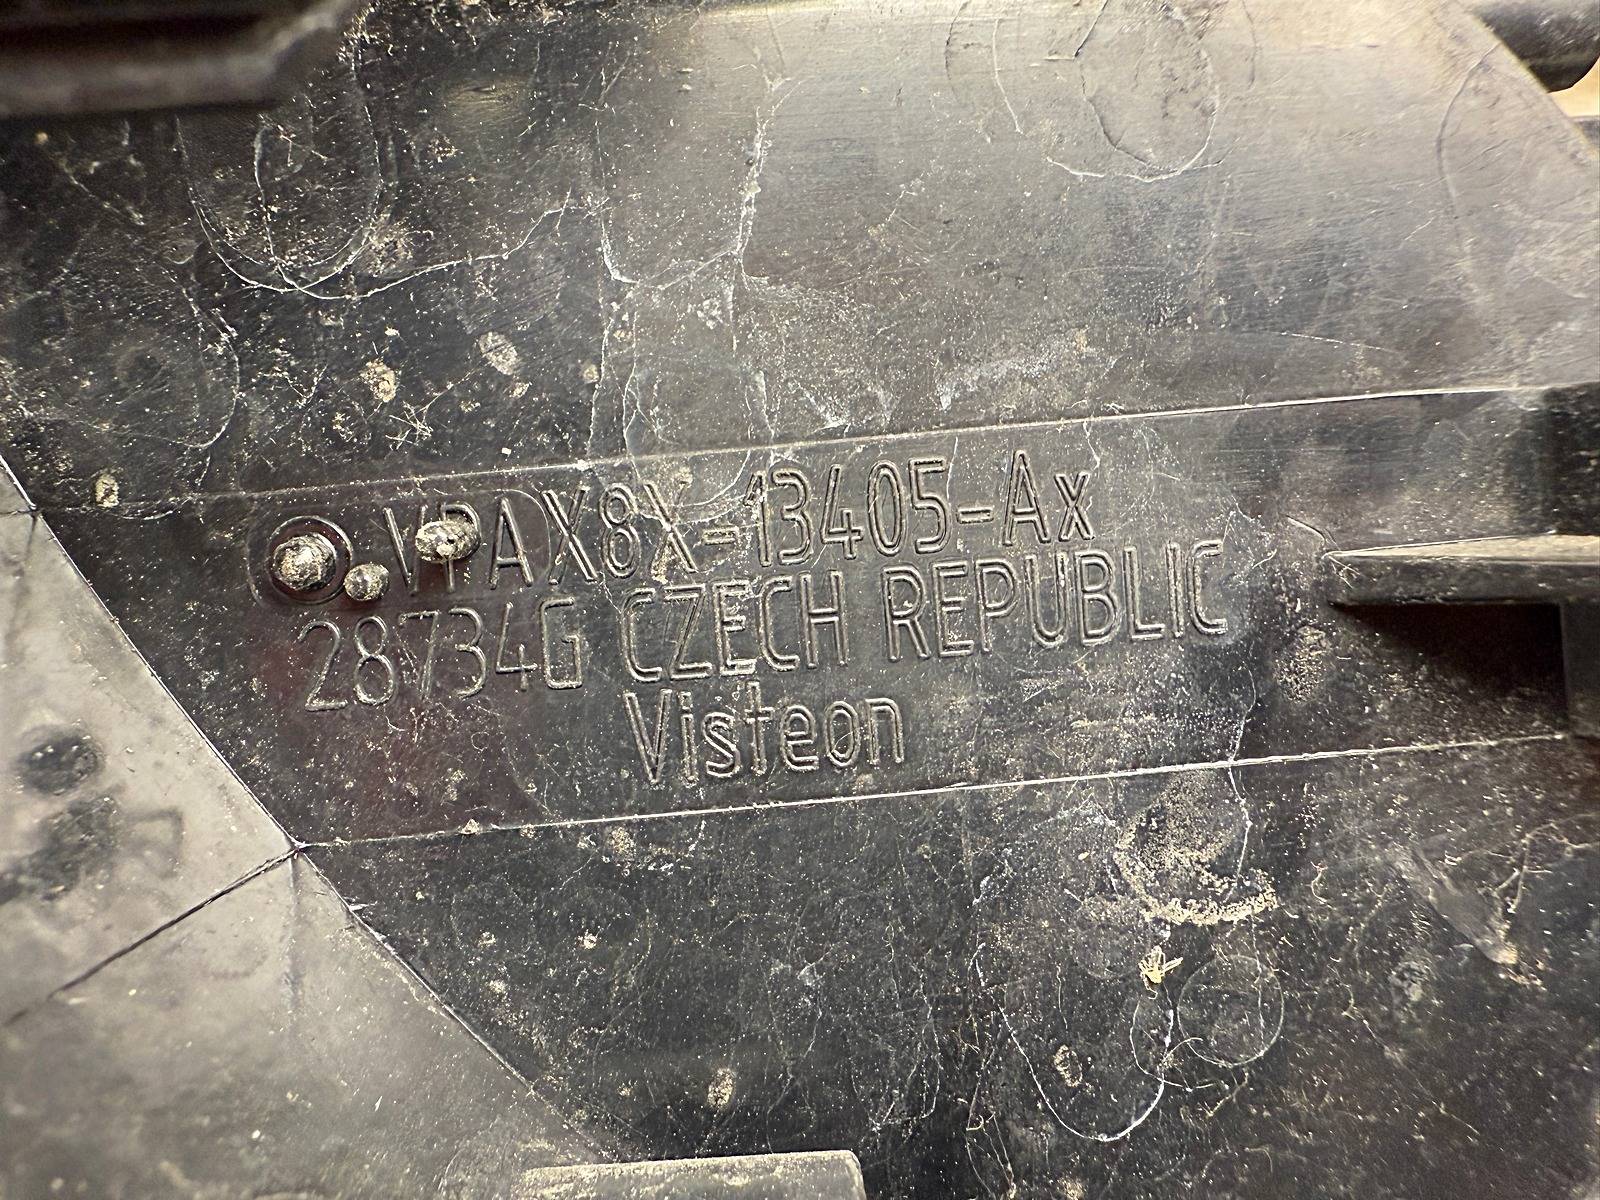 VPAX8X-13405-Ax
28734G CZECH REPUBLIC
Visteon